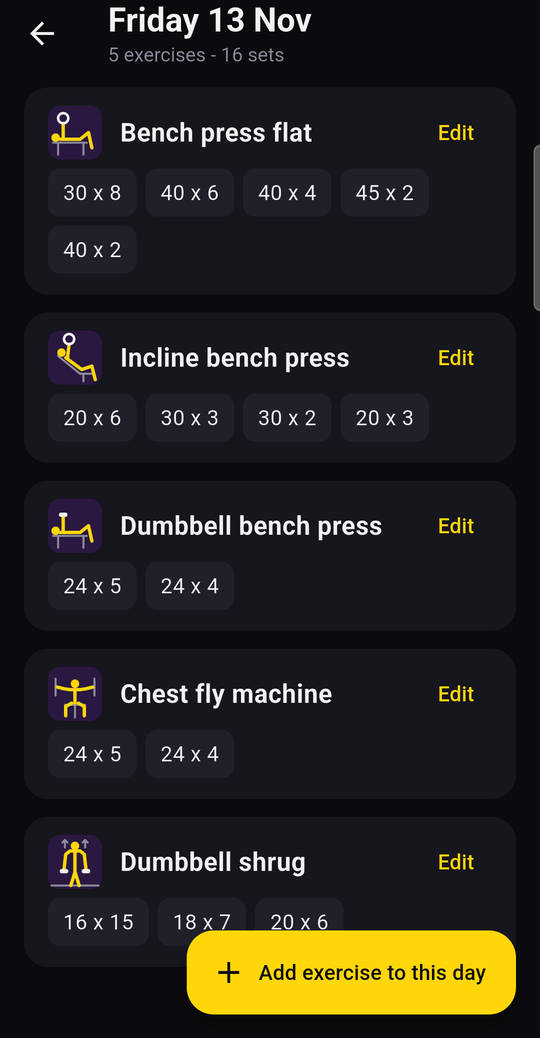 Friday 13 Nov
5 exercises - 16 sets
Bench press flat
Edit
30 x 8
40 x 6
40 x 4
45 x 2
40 x 2
Incline bench press
Edit
20 x 6
30 x 3
30 x 2
20 x 3
Dumbbell bench press
Edit
24 x 5
24 x 4
Chest fly machine
Edit
24 x 5
24 x 4
Dumbbell shrug
Edit
16 x 15
18 x 7
20 x 6
Add exercise to this day